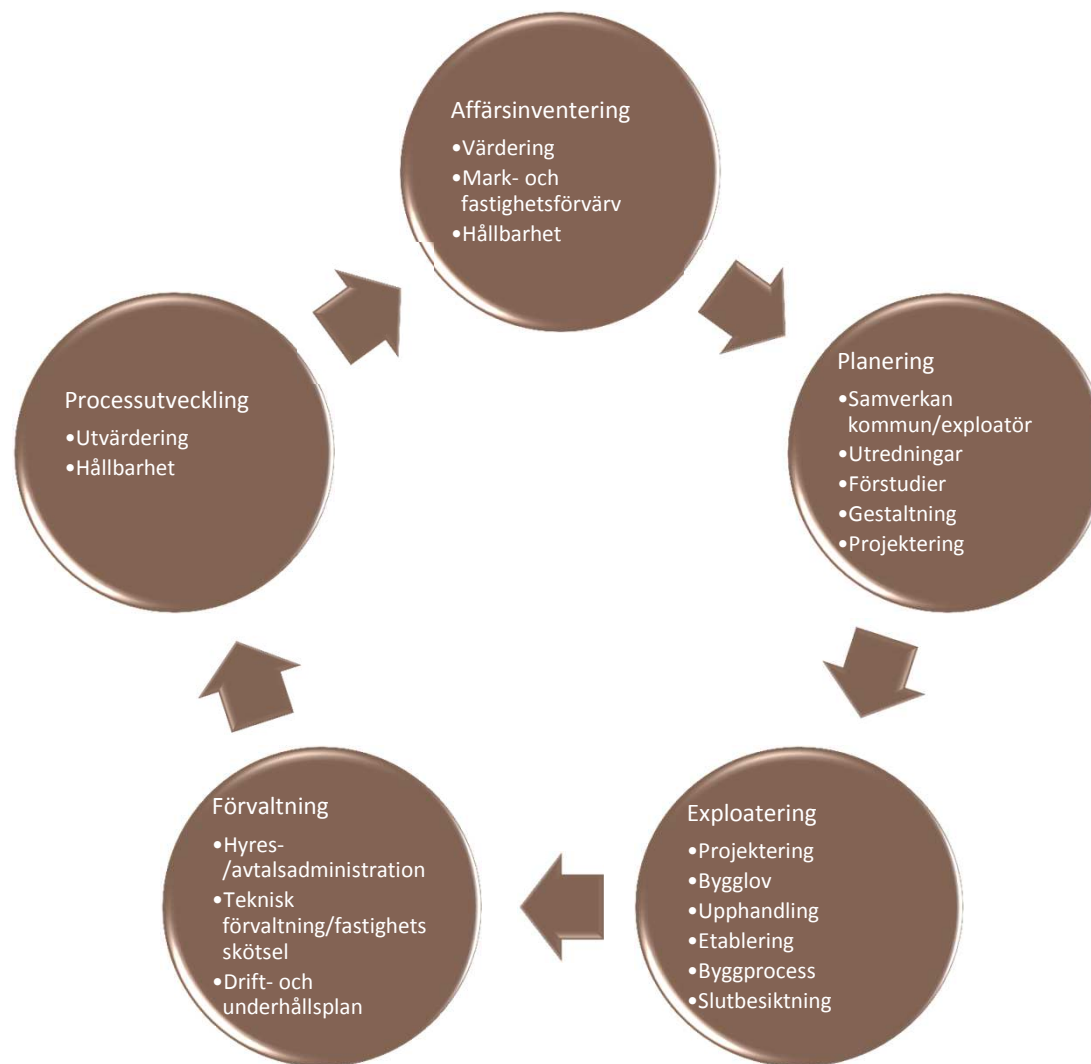 Affärsinventering
•Värdering
•Mark- och
fastighetsförvärv
•Hållbarhet
Planering
•Samverkan
kommun/exploatör
•Utredningar
•Förstudier
•Gestaltning
•Projektering
Exploatering
•Projektering
•Bygglov
•Upphandling
•Etablering
•Byggprocess
•Slutbesiktning
Förvaltning
•Hyres-
/avtalsadministration
•Teknisk
förvaltning/fastighets
skötsel
•Drift- och
underhållsplan
Processutveckling
•Utvärdering
•Hållbarhet